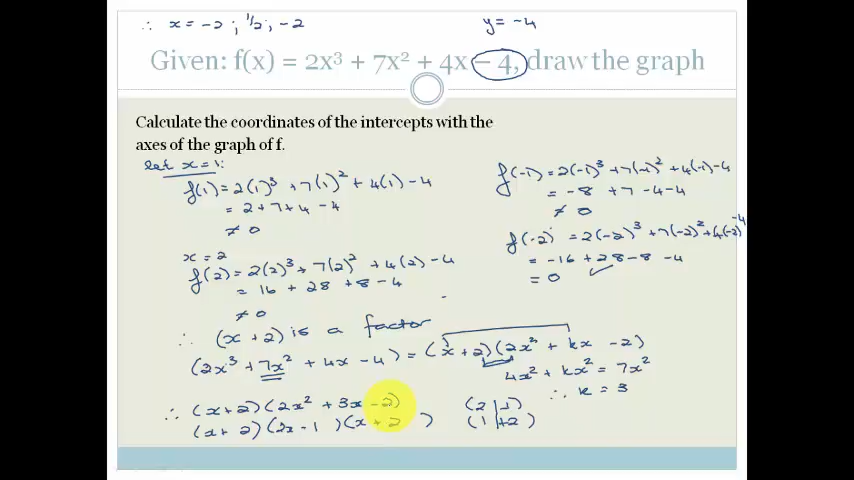 ∴ x = -2 ; 1/2 ; -2 y = -4
Given: f(x) = 2x³ + 7x² + 4x – 4, draw the graph
Calculate the coordinates of the intercepts with the
axes of the graph of f.
let x = 1:
f(1) = 2(1)³ + 7(1)² + 4(1) - 4
= 2 + 7 + 4 - 4
≠ 0
x = 2
f(2) = 2(2)³ + 7(2)² + 4(2) - 4
= 16 + 28 + 8 - 4
≠ 0
f(-1) = 2(-1)³ + 7(-1)² + 4(-1) - 4
= -8 + 7 - 4 - 4
≠ 0
f(-2) = 2(-2)³ + 7(-2)² + 4(-2) - 4
= -16 + 28 - 8 - 4
= 0 ✓
∴ (x + 2) is a factor
(2x³ + 7x² + 4x - 4) = (x + 2)(2x² + kx - 2)
4x² + kx² = 7x²
∴ k = 3
∴ (x + 2)(2x² + 3x - 2)
(x + 2)(2x - 1)(x + 2)
(2 | 1)
(1 | +2)